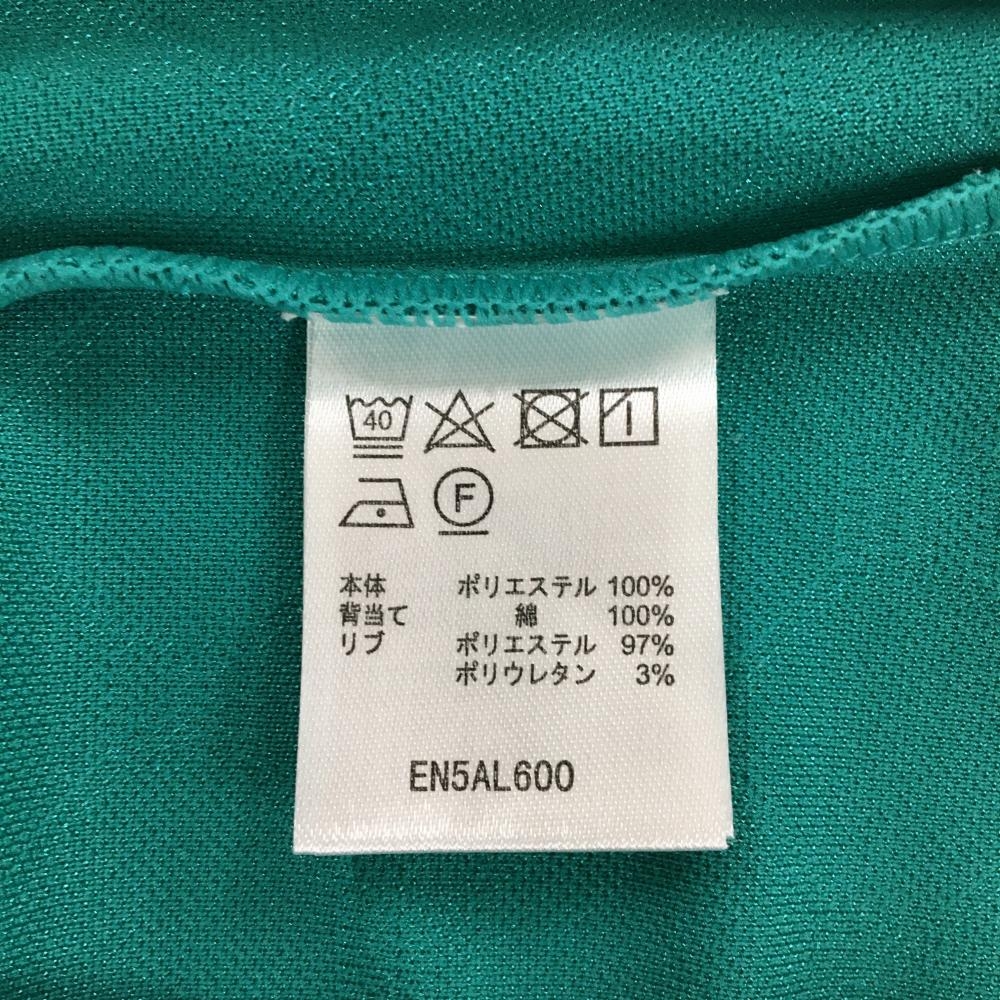 40
F
本体 ポリエステル 100%
背当て 綿 100%
リブ ポリエステル 97%
ポリウレタン 3%
EN5AL600